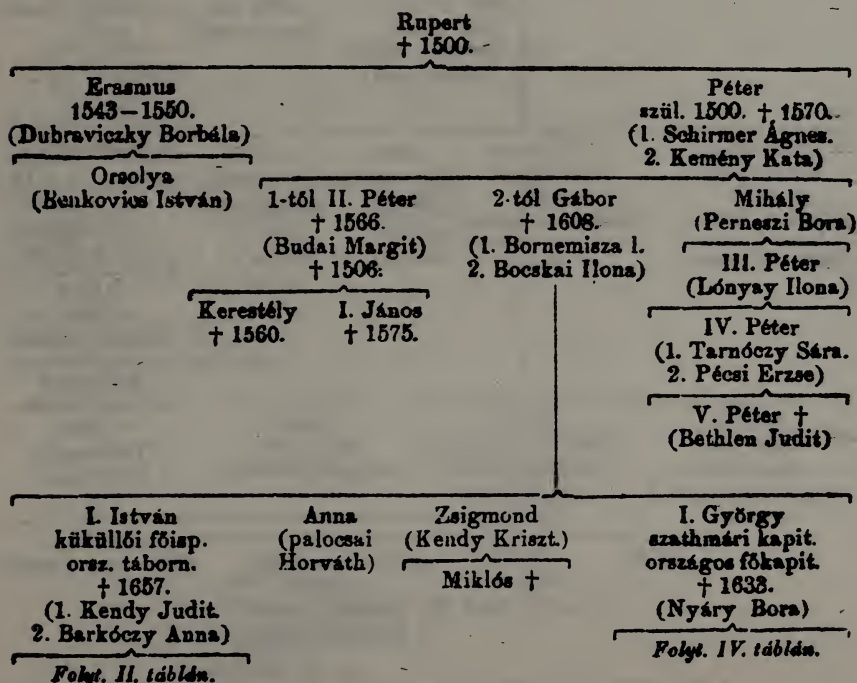 Rupert
† 1500.
Erasmus
1543–1550.
(Dubraviczky Borbála)
Orsolya
(Benkovics István)
Péter
szül. 1500. † 1570.
(1. Schirmer Ágnes.
2. Kemény Kata)
1-től II. Péter
† 1566.
(Budai Margit)
† 1506.
Kerestély
† 1560.
I. János
† 1575.
2-től Gábor
† 1608.
(1. Bornemisza I.
2. Bocskai Ilona)
Mihály
(Perneszi Bora)
III. Péter
(Lónyay Ilona)
IV. Péter
(1. Tarnóczy Sára.
2. Pécsi Erzse)
V. Péter †
(Bethlen Judit)
I. István
küküllői főisp.
orsz. táborn.
† 1657.
(1. Kendy Judit.
2. Barkóczy Anna)
Folyt. II. táblán.
Anna
(palocsai
Horváth)
Zsigmond
(Kendy Kriszt.)
Miklós †
I. György
szathmári kapit.
országos főkapit.
† 1633.
(Nyáry Bora)
Folyt. IV. táblán.